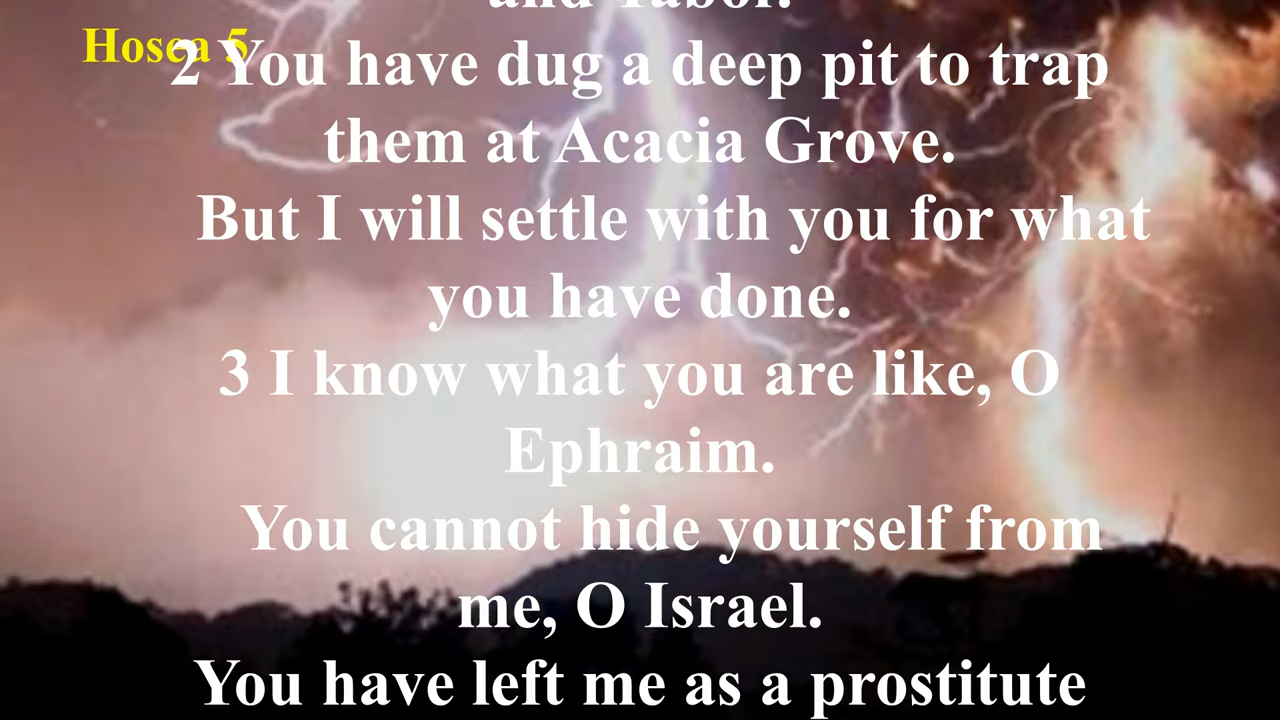 and Tabor.
Hosea 5
2 You have dug a deep pit to trap
them at Acacia Grove.
But I will settle with you for what
you have done.
3 I know what you are like, O
Ephraim.
You cannot hide yourself from
me, O Israel.
You have left me as a prostitute